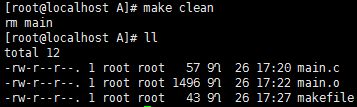 [root@localhost A]# make clean
rm main
[root@localhost A]# ll
total 12
-rw-r--r--. 1 root root 57 9月 26 17:20 main.c
-rw-r--r--. 1 root root 1496 9月 26 17:22 main.o
-rw-r--r--. 1 root root 43 9月 26 17:27 makefile